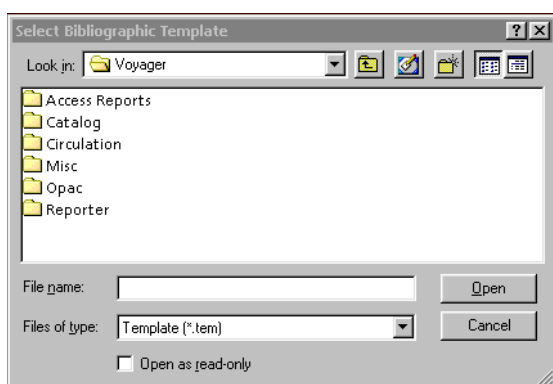 Select Bibliographic Template
Look in: Voyager
Access Reports
Catalog
Circulation
Misc
Opac
Reporter
File name: Open
Files of type: Template (*.tem) Cancel
Open as read-only